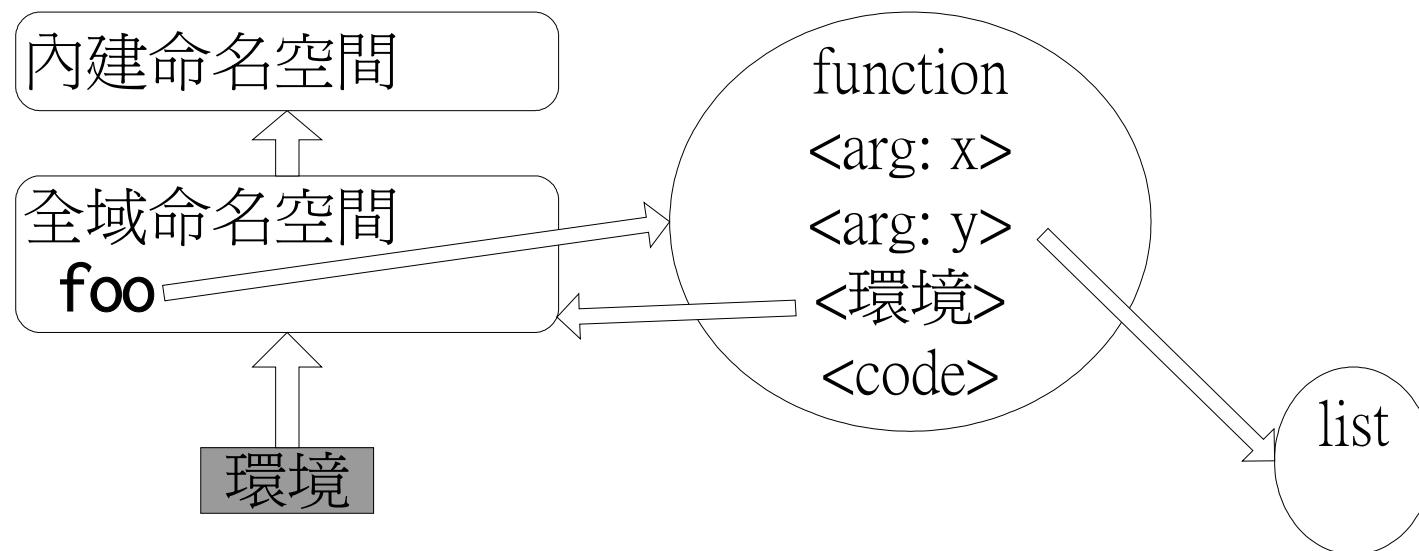 內建命名空間
全域命名空間
foo
環境
function
<arg: x>
<arg: y>
<環境>
<code>
list